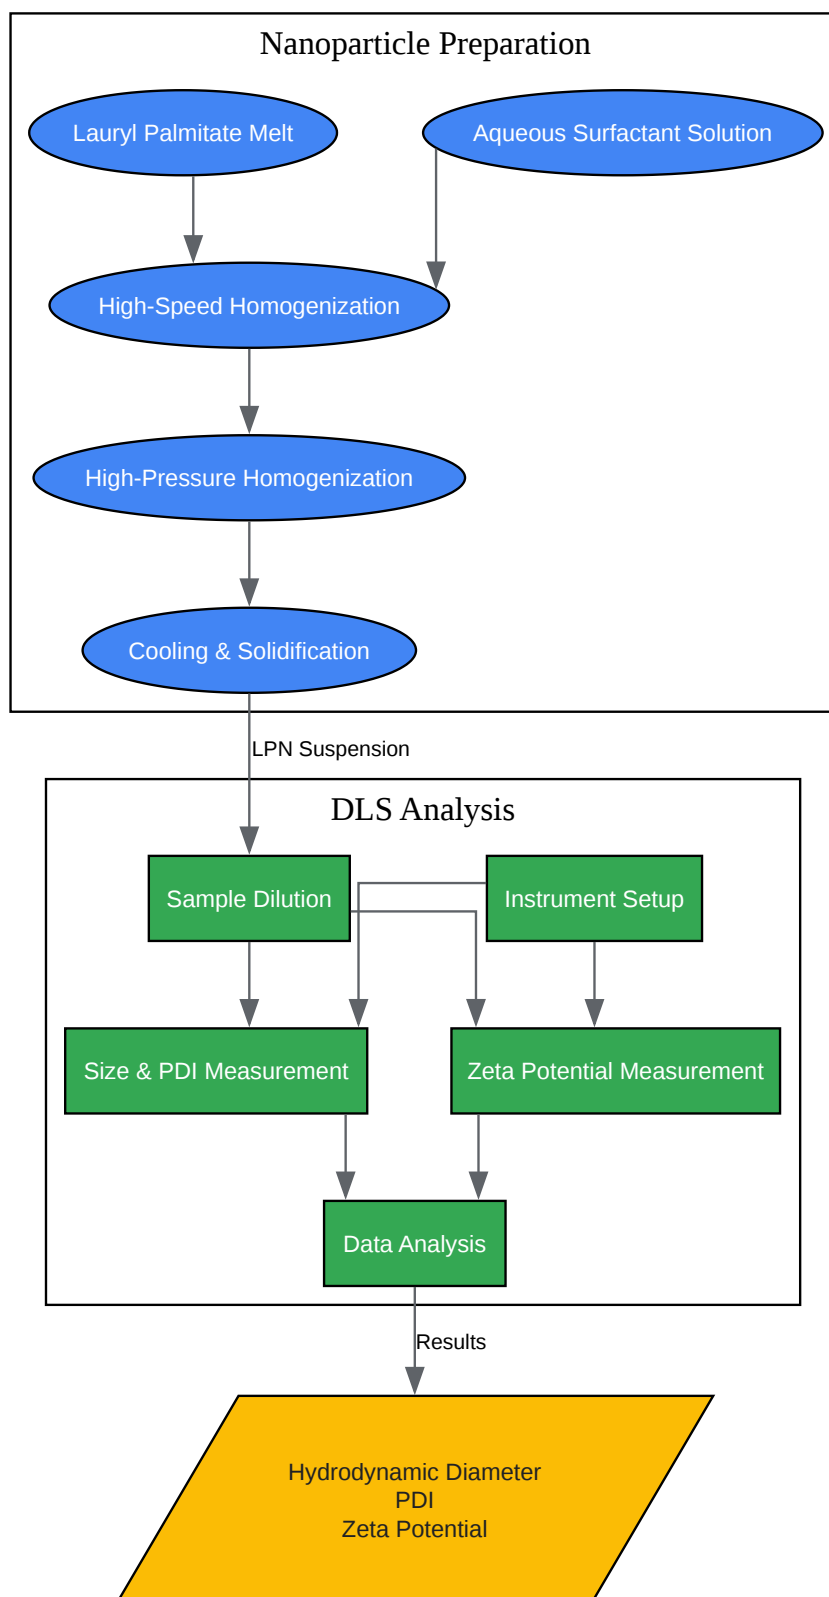 Nanoparticle Preparation
Lauryl Palmitate Melt
Aqueous Surfactant Solution
High-Speed Homogenization
High-Pressure Homogenization
Cooling & Solidification
LPN Suspension
DLS Analysis
Sample Dilution
Instrument Setup
Size & PDI Measurement
Zeta Potential Measurement
Data Analysis
Results
Hydrodynamic Diameter
PDI
Zeta Potential